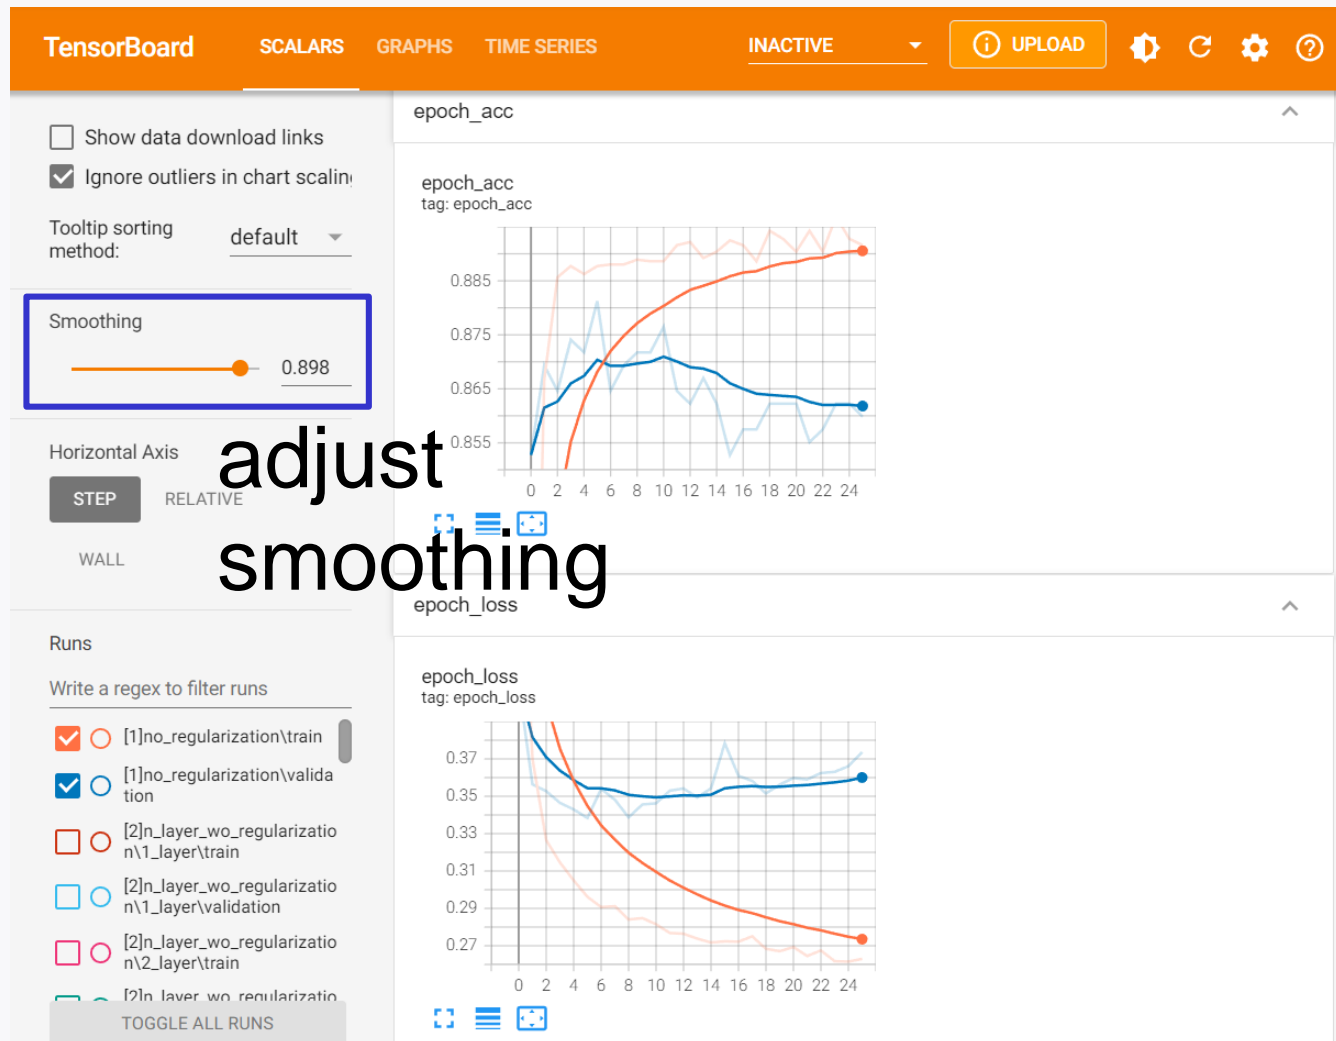 TensorBoard SCALARS GRAPHS TIME SERIES INACTIVE UPLOAD
Show data download links
Ignore outliers in chart scaling
Tooltip sorting
method:
default
Smoothing
0.898
Horizontal Axis
STEP RELATIVE
WALL
adjust
smoothing
Runs
Write a regex to filter runs
[1]no_regularization\train
[1]no_regularization\valida
tion
[2]n_layer_wo_regularizatio
n\1_layer\train
[2]n_layer_wo_regularizatio
n\1_layer\validation
[2]n_layer_wo_regularizatio
n\2_layer\train
[2]n_layer_wo_regularizatio
TOGGLE ALL RUNS
epoch_acc
epoch_acc
tag: epoch_acc
0.885
0.875
0.865
0.855
0 2 4 6 8 10 12 14 16 18 20 22 24
epoch_loss
epoch_loss
tag: epoch_loss
0.37
0.35
0.33
0.31
0.29
0.27
0 2 4 6 8 10 12 14 16 18 20 22 24